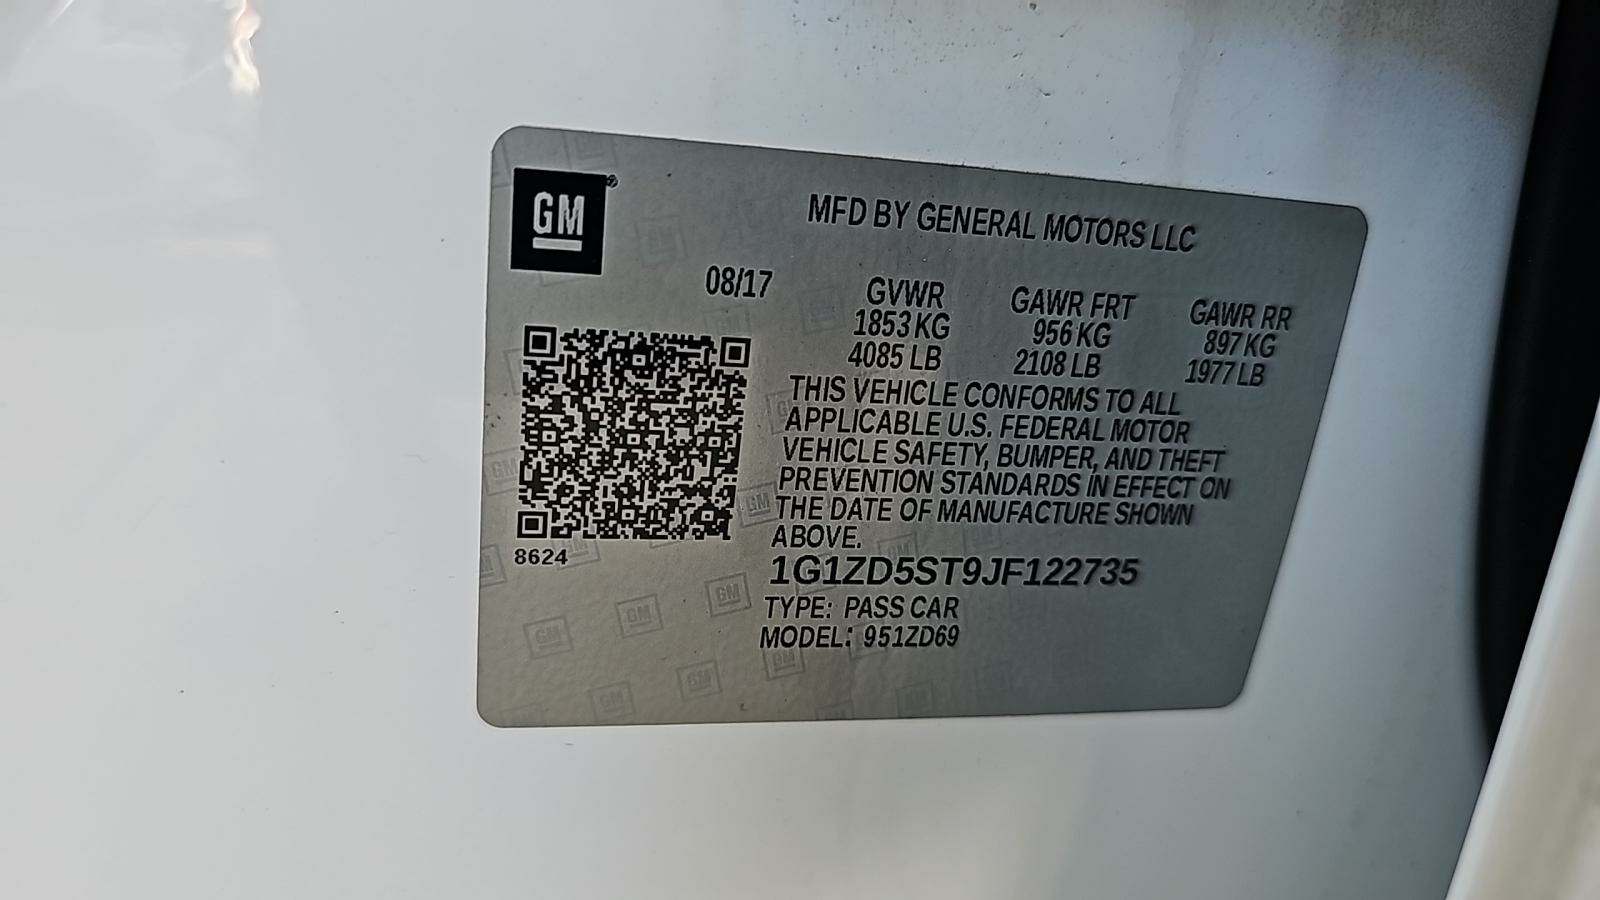 GM
MFD BY GENERAL MOTORS LLC
08/17
GVWR GAWR FRT GAWR RR
1853 KG 956 KG 897 KG
4085 LB 2108 LB 1977 LB
THIS VEHICLE CONFORMS TO ALL
APPLICABLE U.S. FEDERAL MOTOR
VEHICLE SAFETY, BUMPER, AND THEFT
PREVENTION STANDARDS IN EFFECT ON
THE DATE OF MANUFACTURE SHOWN
ABOVE.
8624
1G1ZD5ST9JF122735
TYPE: PASS CAR
MODEL: 951ZD69